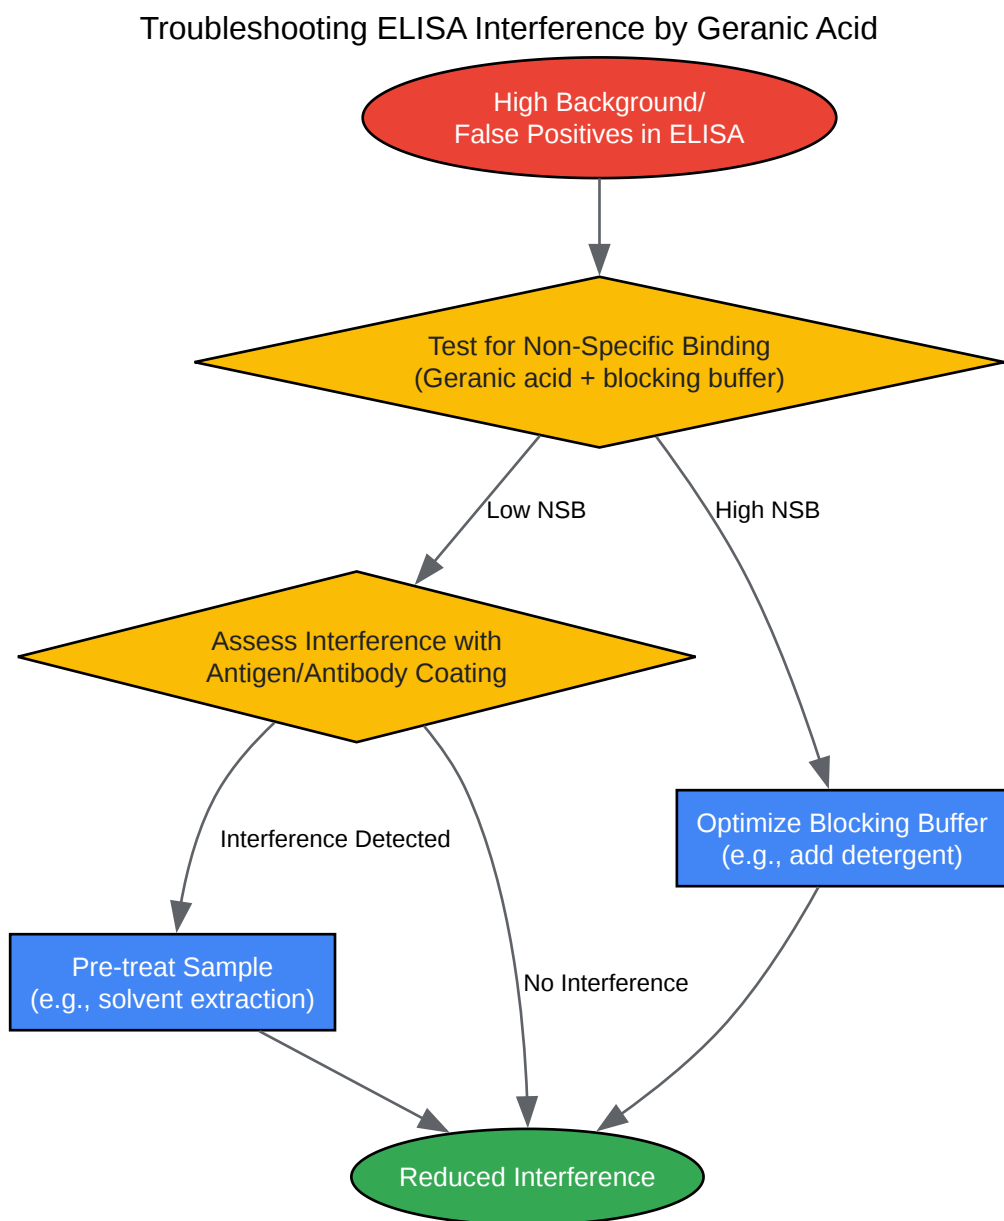 Troubleshooting ELISA Interference by Geranic Acid
High Background/
False Positives in ELISA
Test for Non-Specific Binding
(Geranic acid + blocking buffer)
Low NSB
High NSB
Assess Interference with
Antigen/Antibody Coating
Optimize Blocking Buffer
(e.g., add detergent)
Interference Detected
Pre-treat Sample
(e.g., solvent extraction)
No Interference
Reduced Interference